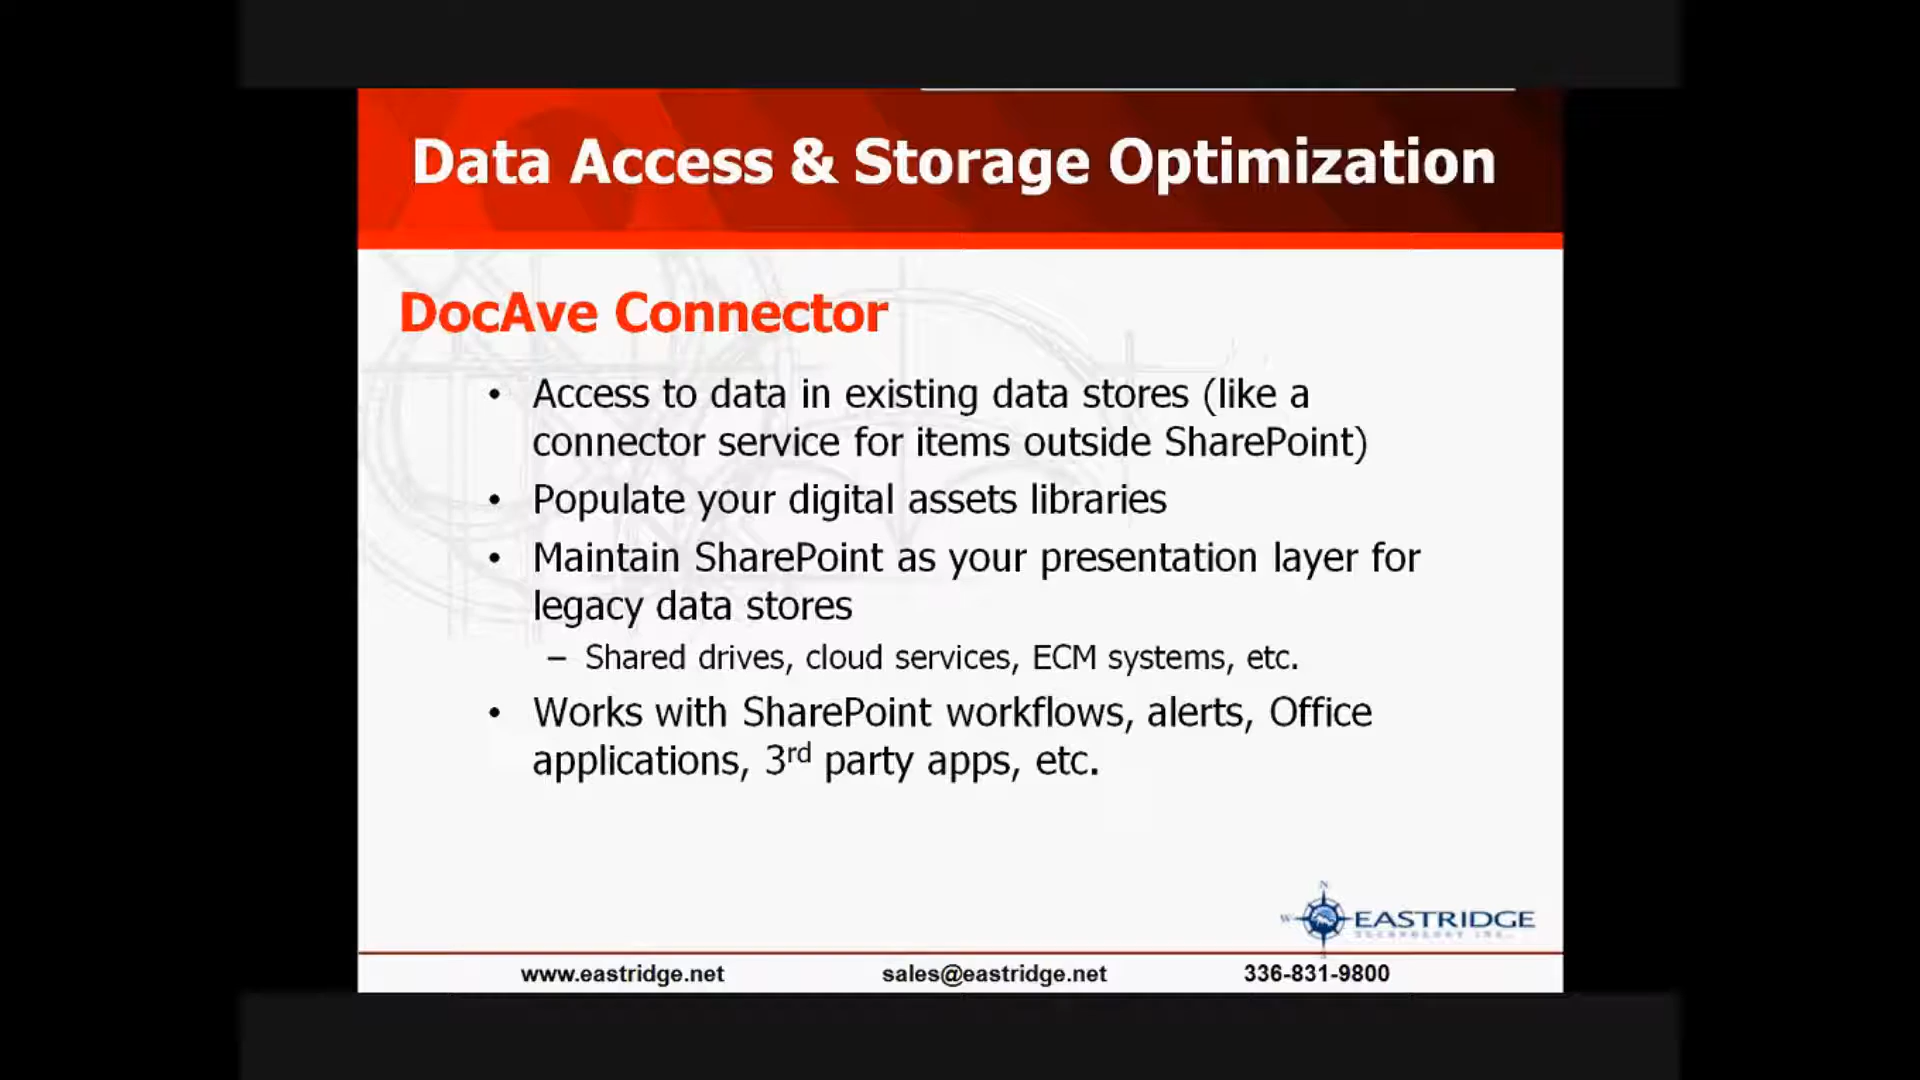 Data Access & Storage Optimization
DocAve Connector
• Access to data in existing data stores (like a
connector service for items outside SharePoint)
• Populate your digital assets libraries
• Maintain SharePoint as your presentation layer for
legacy data stores
– Shared drives, cloud services, ECM systems, etc.
• Works with SharePoint workflows, alerts, Office
applications, 3rd party apps, etc.
N
W EASTRIDGE
TECHNOLOGY INC.
www.eastridge.net sales@eastridge.net 336-831-9800